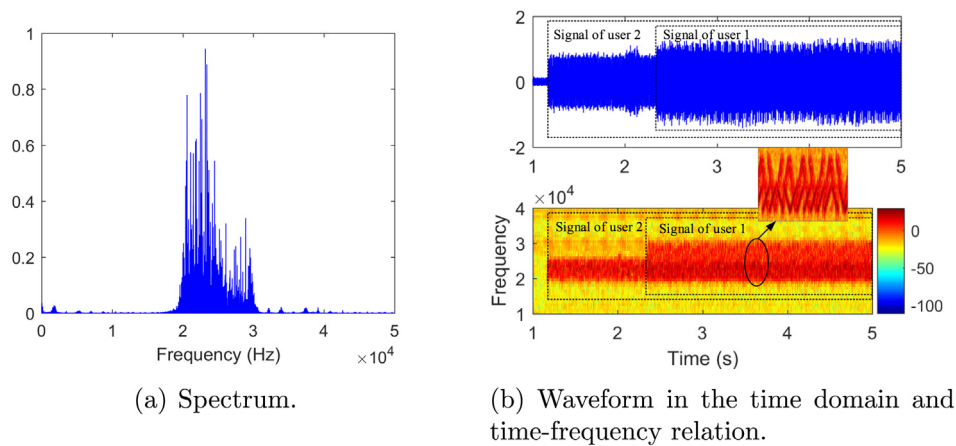 1
0.8
0.6
0.4
0.2
0
0 1 2 3 4 5
Frequency (Hz) ×10^4
(a) Spectrum.
2
0
-2
Signal of user 2
Signal of user 1
1 2 3 4 5
×10^4
4
3
2
1
Frequency
Signal of user 2
Signal of user 1
1 2 3 4 5
Time (s)
0
-50
-100
(b) Waveform in the time domain and
time-frequency relation.